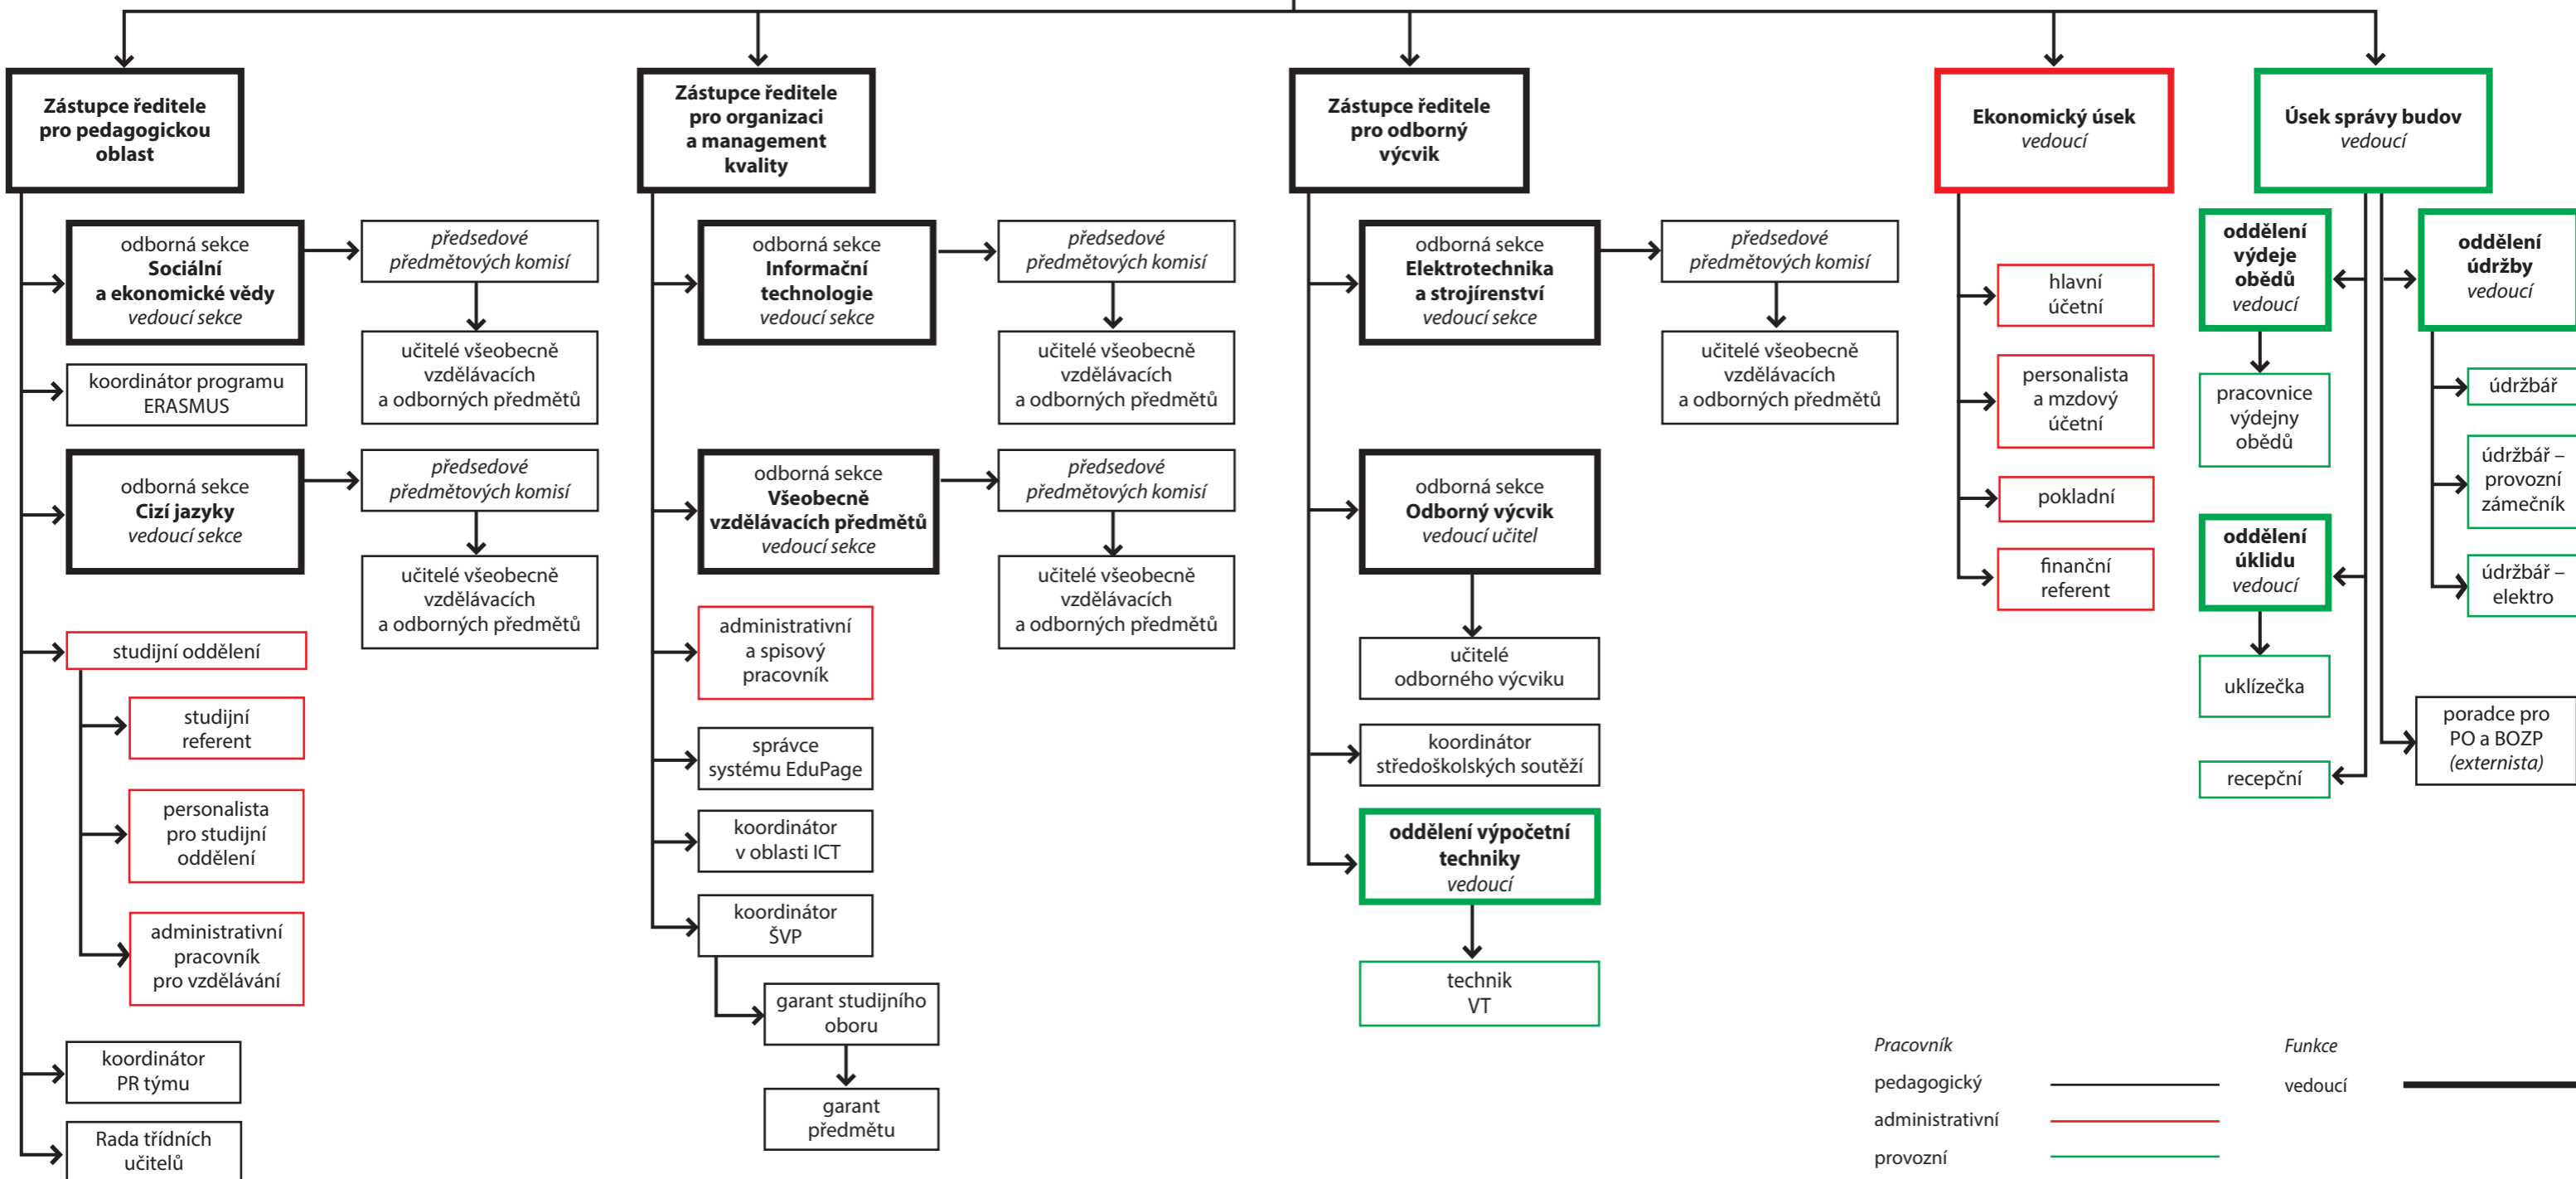 Zástupce ředitele
pro pedagogickou
oblast
odborná sekce
Sociální
a ekonomické vědy
vedoucí sekce
předsedové
předmětových komisí
učitelé všeobecně
vzdělávacích
a odborných předmětů
koordinátor programu
ERASMUS
odborná sekce
Cizí jazyky
vedoucí sekce
předsedové
předmětových komisí
učitelé všeobecně
vzdělávacích
a odborných předmětů
studijní oddělení
studijní
referent
personalista
pro studijní
oddělení
administrativní
pracovník
pro vzdělávání
koordinátor
PR týmu
Rada třídních
učitelů
Zástupce ředitele
pro organizaci
a management
kvality
odborná sekce
Informační
technologie
vedoucí sekce
předsedové
předmětových komisí
učitelé všeobecně
vzdělávacích
a odborných předmětů
odborná sekce
Všeobecně
vzdělávacích předmětů
vedoucí sekce
předsedové
předmětových komisí
učitelé všeobecně
vzdělávacích
a odborných předmětů
administrativní
a spisový
pracovník
správce
systému EduPage
koordinátor
v oblasti ICT
koordinátor
ŠVP
garant studijního
oboru
garant
předmětu
Zástupce ředitele
pro odborný
výcvik
odborná sekce
Elektrotechnika
a strojírenství
vedoucí sekce
předsedové
předmětových komisí
učitelé všeobecně
vzdělávacích
a odborných předmětů
odborná sekce
Odborný výcvik
vedoucí učitel
učitelé
odborného výcviku
koordinátor
středoškolských soutěží
oddělení výpočetní
techniky
vedoucí
technik
VT
Ekonomický úsek
vedoucí
hlavní
účetní
personalista
a mzdový
účetní
pokladní
finanční
referent
Úsek správy budov
vedoucí
oddělení
výdeje
obědů
vedoucí
pracovnice
výdejny
obědů
oddělení
úklidu
vedoucí
uklízečka
recepční
oddělení
údržby
vedoucí
údržbář
údržbář –
provozní
zámečník
údržbář –
elektro
poradce pro
PO a BOZP
(externista)
Pracovník
pedagogický
administrativní
provozní
Funkce
vedoucí